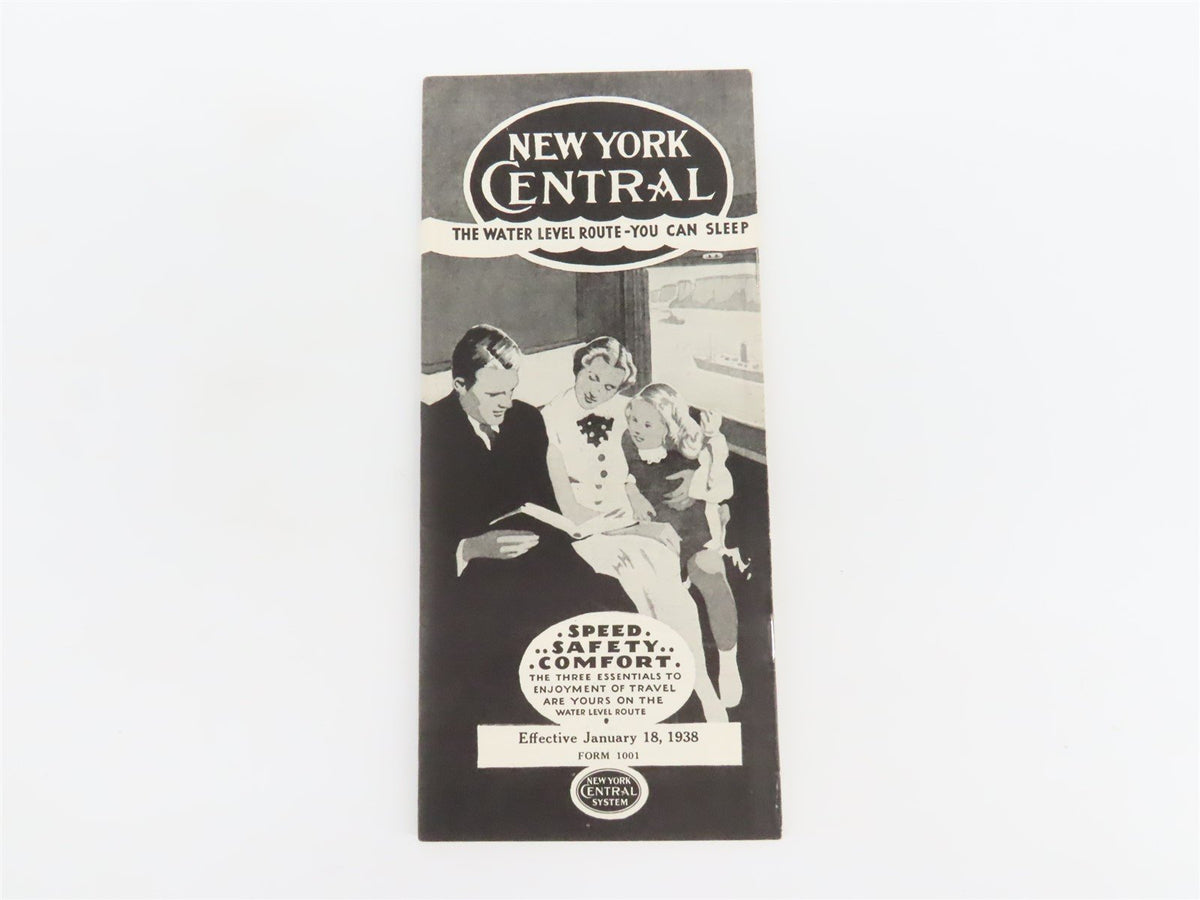 NEW YORK
CENTRAL
THE WATER LEVEL ROUTE-YOU CAN SLEEP
.SPEED.
..SAFETY..
.COMFORT.
THE THREE ESSENTIALS TO
ENJOYMENT OF TRAVEL
ARE YOURS ON THE
WATER LEVEL ROUTE
Effective January 18, 1938
FORM 1001
NEW YORK
CENTRAL
SYSTEM